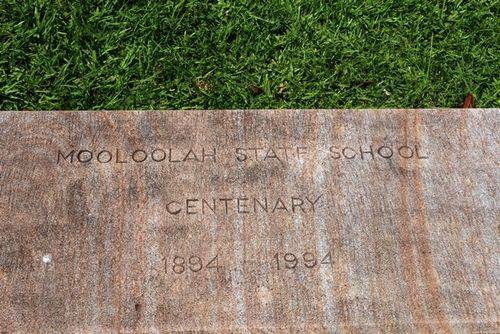 MOOLOOLAH STATE SCHOOL
CENTENARY
1894 - 1994